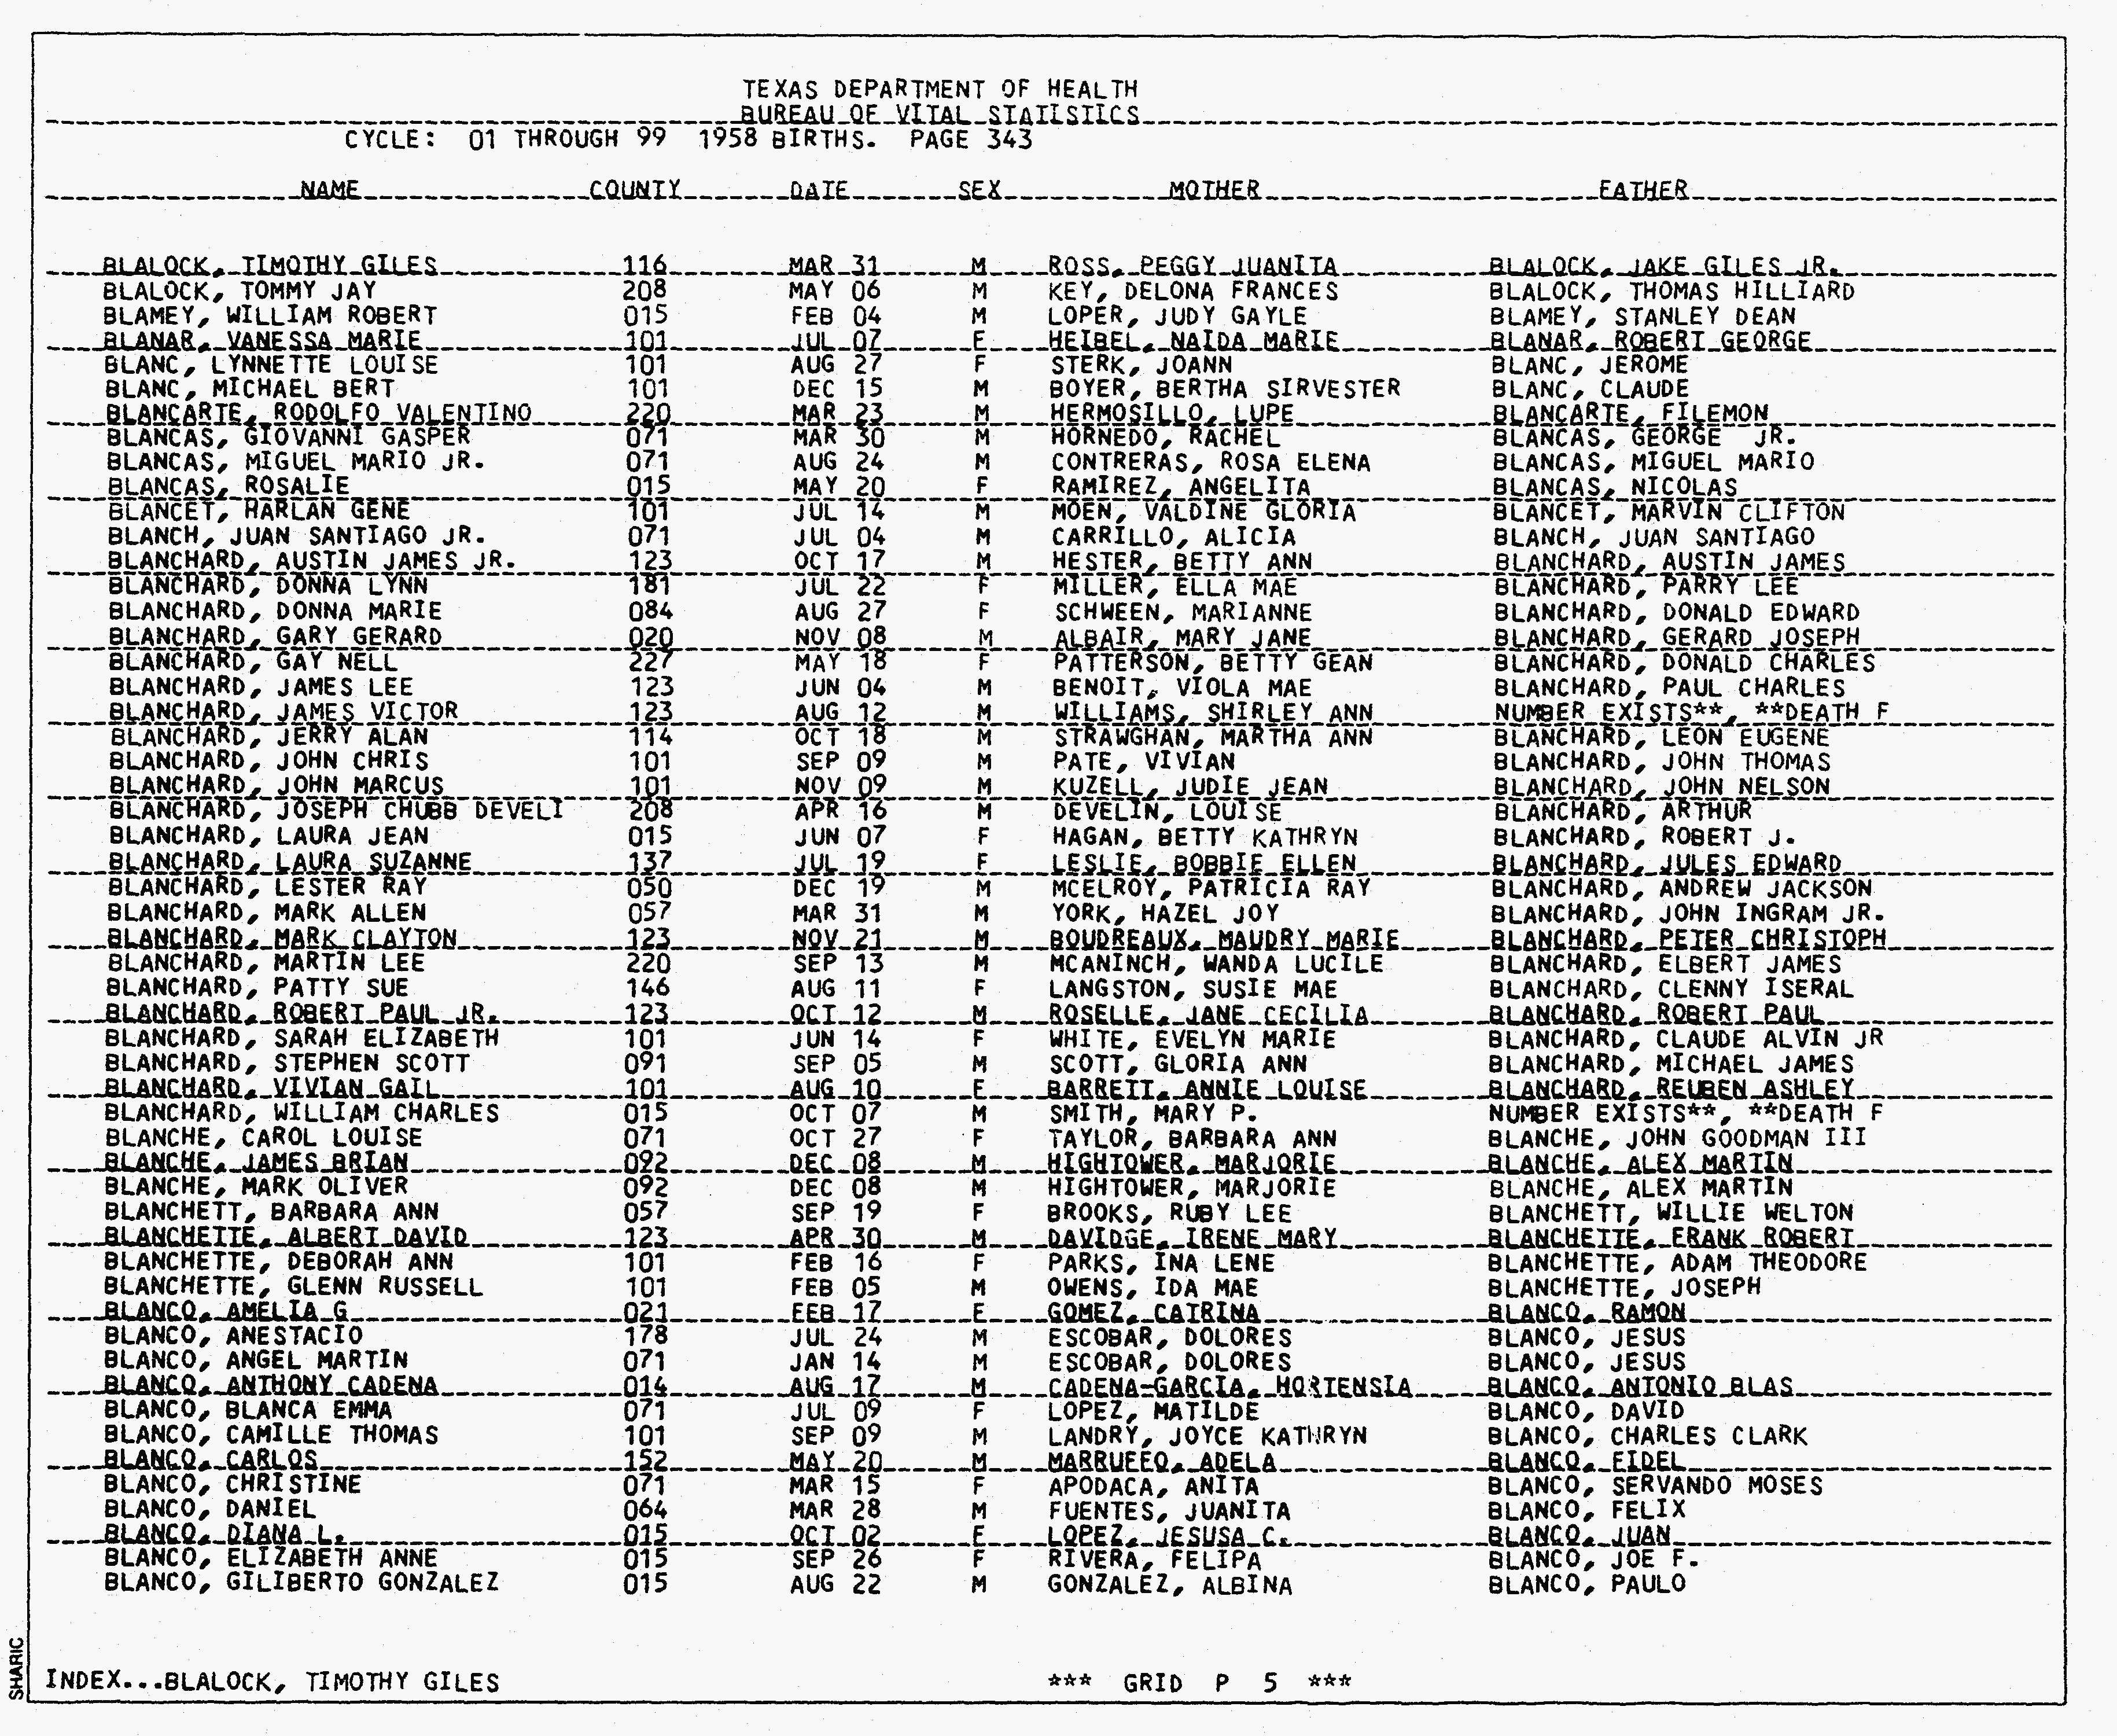 TEXAS DEPARTMENT OF HEALTH
BUREAU OF VITAL STATISTICS
CYCLE: 01 THROUGH 99 1958 BIRTHS. PAGE 343
NAME COUNTY DATE SEX MOTHER FATHER
BLALOCK, TIMOTHY GILES 116 MAR 31 M ROSS, PEGGY JUANITA BLALOCK, JAKE GILES JR.
BLALOCK, TOMMY JAY 208 MAY 06 M KEY, DELONA FRANCES BLALOCK, THOMAS HILLIARD
BLAMEY, WILLIAM ROBERT 015 FEB 04 M LOPER, JUDY GAYLE BLAMEY, STANLEY DEAN
BLANAR, VANESSA MARIE 101 JUL 07 F HEIBEL, NAIDA MARIE BLANAR, ROBERT GEORGE
BLANC, LYNNETTE LOUISE 101 AUG 27 F STERK, JOANN BLANC, JEROME
BLANC, MICHAEL BERT 101 DEC 15 M BOYER, BERTHA SIRVESTER BLANC, CLAUDE
BLANCARTE, RODOLFO VALENTINO 220 MAR 23 M HERMOSILLO, LUPE BLANCARTE, FILEMON
BLANCAS, GIOVANNI GASPER 071 MAR 30 M HORNEDO, RACHEL BLANCAS, GEORGE JR.
BLANCAS, MIGUEL MARIO JR. 071 AUG 24 M CONTRERAS, ROSA ELENA BLANCAS, MIGUEL MARIO
BLANCAS, ROSALIE 015 MAY 20 F RAMIREZ, ANGELITA BLANCAS, NICOLAS
BLANCET, HARLAN GENE 101 JUL 14 M MOEN, VALDINE GLORIA BLANCET, MARVIN CLIFTON
BLANCH, JUAN SANTIAGO JR. 071 JUL 04 M CARRILLO, ALICIA BLANCH, JUAN SANTIAGO
BLANCHARD, AUSTIN JAMES JR. 123 OCT 17 M HESTER, BETTY ANN BLANCHARD, AUSTIN JAMES
BLANCHARD, DONNA LYNN 181 JUL 22 F MILLER, ELLA MAE BLANCHARD, PARRY LEE
BLANCHARD, DONNA MARIE 084 AUG 27 F SCHWEEN, MARIANNE BLANCHARD, DONALD EDWARD
BLANCHARD, GARY GERARD 020 NOV 08 M ALBAIR, MARY JANE BLANCHARD, GERARD JOSEPH
BLANCHARD, GAY NELL 227 MAY 18 F PATTERSON, BETTY GEAN BLANCHARD, DONALD CHARLES
BLANCHARD, JAMES LEE 123 JUN 04 M BENOIT, VIOLA MAE BLANCHARD, PAUL CHARLES
BLANCHARD, JAMES VICTOR 123 AUG 12 M WILLIAMS, SHIRLEY ANN NUMBER EXISTS**, **DEATH F
BLANCHARD, JERRY ALAN 114 OCT 18 M STRAWGHAN, MARTHA ANN BLANCHARD, LEON EUGENE
BLANCHARD, JOHN CHRIS 101 SEP 09 M PATE, VIVIAN BLANCHARD, JOHN THOMAS
BLANCHARD, JOHN MARCUS 101 NOV 09 M KUZELL, JUDIE JEAN BLANCHARD, JOHN NELSON
BLANCHARD, JOSEPH CHUBB DEVELI 208 APR 16 M DEVELIN, LOUISE BLANCHARD, ARTHUR
BLANCHARD, LAURA JEAN 015 JUN 07 F HAGAN, BETTY KATHRYN BLANCHARD, ROBERT J.
BLANCHARD, LAURA SUZANNE 137 JUL 19 F LESLIE, BOBBIE ELLEN BLANCHARD, JULES EDWARD
BLANCHARD, LESTER RAY 050 DEC 19 M MCELROY, PATRICIA RAY BLANCHARD, ANDREW JACKSON
BLANCHARD, MARK ALLEN 057 MAR 31 M YORK, HAZEL JOY BLANCHARD, JOHN INGRAM JR.
BLANCHARD, MARK CLAYTON 123 NOV 21 M BOUDREAUX, MAUDRY MARIE BLANCHARD, PETER CHRISTOPH
BLANCHARD, MARTIN LEE 220 SEP 13 M MCANINCH, WANDA LUCILE BLANCHARD, ELBERT JAMES
BLANCHARD, PATTY SUE 146 AUG 11 F LANGSTON, SUSIE MAE BLANCHARD, CLENNY ISERAL
BLANCHARD, ROBERT PAUL JR. 123 OCT 12 M ROSELLE, JANE CECILIA BLANCHARD, ROBERT PAUL
BLANCHARD, SARAH ELIZABETH 101 JUN 14 F WHITE, EVELYN MARIE BLANCHARD, CLAUDE ALVIN JR
BLANCHARD, STEPHEN SCOTT 091 SEP 05 M SCOTT, GLORIA ANN BLANCHARD, MICHAEL JAMES
BLANCHARD, VIVIAN GAIL 101 AUG 10 F BARRETT, ANNIE LOUISE BLANCHARD, REUBEN ASHLEY
BLANCHARD, WILLIAM CHARLES 015 OCT 07 M SMITH, MARY P. NUMBER EXISTS**, **DEATH F
BLANCHE, CAROL LOUISE 071 OCT 27 F TAYLOR, BARBARA ANN BLANCHE, JOHN GOODMAN III
BLANCHE, JAMES BRIAN 092 DEC 08 M HIGHTOWER, MARJORIE BLANCHE, ALEX MARTIN
BLANCHE, MARK OLIVER 092 DEC 08 M HIGHTOWER, MARJORIE BLANCHE, ALEX MARTIN
BLANCHETT, BARBARA ANN 057 SEP 19 F BROOKS, RUBY LEE BLANCHETT, WILLIE WELTON
BLANCHETTE, ALBERT DAVID 123 APR 30 M DAVIDGE, IRENE MARY BLANCHETTE, FRANK ROBERT
BLANCHETTE, DEBORAH ANN 101 FEB 16 F PARKS, INA LENE BLANCHETTE, ADAM THEODORE
BLANCHETTE, GLENN RUSSELL 101 FEB 05 M OWENS, IDA MAE BLANCHETTE, JOSEPH
BLANCO, AMELIA G 021 FEB 17 F GOMEZ, CATRINA BLANCO, RAMON
BLANCO, ANESTACIO 178 JUL 24 M ESCOBAR, DOLORES BLANCO, JESUS
BLANCO, ANGEL MARTIN 071 JAN 14 M ESCOBAR, DOLORES BLANCO, JESUS
BLANCO, ANTHONY CADENA 014 AUG 17 M CADENA-GARCIA, HORTENSIA BLANCO, ANTONIO BLAS
BLANCO, BLANCA EMMA 071 JUL 09 F LOPEZ, MATILDE BLANCO, DAVID
BLANCO, CAMILLE THOMAS 101 SEP 09 M LANDRY, JOYCE KATHRYN BLANCO, CHARLES CLARK
BLANCO, CARLOS 152 MAY 20 M MARRUFFO, ADELA BLANCO, FIDEL
BLANCO, CHRISTINE 071 MAR 15 F APODACA, ANITA BLANCO, SERVANDO MOSES
BLANCO, DANIEL 064 MAR 28 M FUENTES, JUANITA BLANCO, FELIX
BLANCO, DIANA L. 015 OCT 02 F LOPEZ, JESUSA C. BLANCO, JUAN
BLANCO, ELIZABETH ANNE 015 SEP 26 F RIVERA, FELIPA BLANCO, JOE F.
BLANCO, GILIBERTO GONZALEZ 015 AUG 22 M GONZALEZ, ALBINA BLANCO, PAULO
INDEX...BLALOCK, TIMOTHY GILES *** GRID P 5 ***
SHARIC